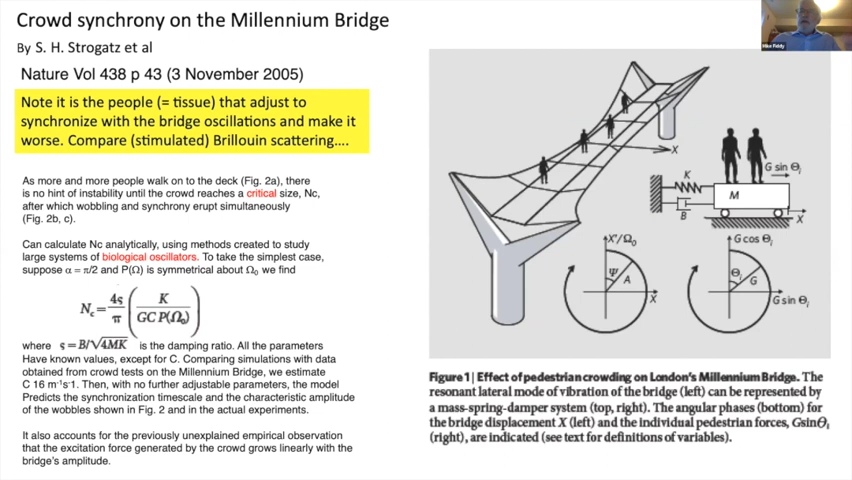 Crowd synchrony on the Millennium Bridge
By S. H. Strogatz et al
Nature Vol 438 p 43 (3 November 2005)
Note it is the people (= tissue) that adjust to
synchronize with the bridge oscillations and make it
worse. Compare (stimulated) Brillouin scattering....
As more and more people walk on to the deck (Fig. 2a), there
is no hint of instability until the crowd reaches a critical size, Nc,
after which wobbling and synchrony erupt simultaneously
(Fig. 2b, c).
Can calculate Nc analytically, using methods created to study
large systems of biological oscillators. To take the simplest case,
suppose α = π/2 and P(Ω) is symmetrical about Ω₀ we find
N꜀ = 4ς/π (K / GC P(Ω₀))
where ς = B/√4MK is the damping ratio. All the parameters
Have known values, except for C. Comparing simulations with data
obtained from crowd tests on the Millennium Bridge, we estimate
C 16 m⁻¹s⁻1. Then, with no further adjustable parameters, the model
Predicts the synchronization timescale and the characteristic amplitude
of the wobbles shown in Fig. 2 and in the actual experiments.
It also accounts for the previously unexplained empirical observation
that the excitation force generated by the crowd grows linearly with the
bridge's amplitude.
X
G sin Θᵢ
K
M
B
X
X'/Ω₀
Ψ
A
X
G cos Θᵢ
Θᵢ
G
G sin Θᵢ
Figure 1 | Effect of pedestrian crowding on London's Millennium Bridge. The
resonant lateral mode of vibration of the bridge (left) can be represented by
a mass-spring-damper system (top, right). The angular phases (bottom) for
the bridge displacement X (left) and the individual pedestrian forces, GsinΘᵢ
(right), are indicated (see text for definitions of variables).
Mike Fiddy